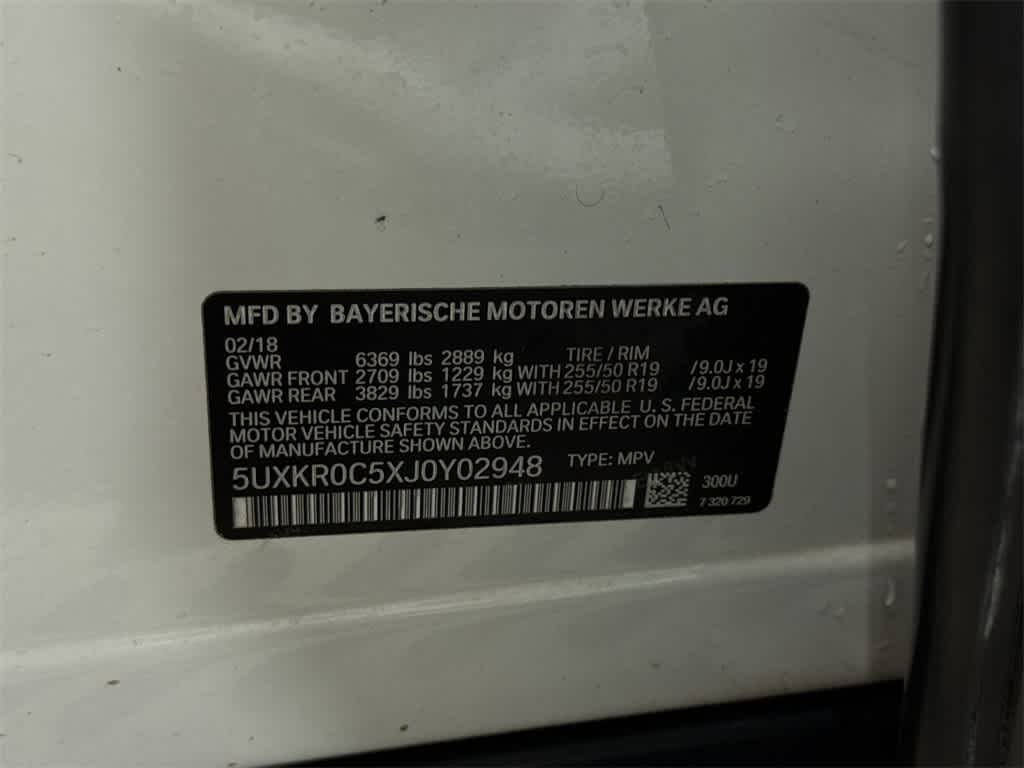 MFD BY BAYERISCHE MOTOREN WERKE AG
02/18
GVWR 6369 lbs 2889 kg TIRE / RIM
GAWR FRONT 2709 lbs 1229 kg WITH 255/50 R19 /9.0J x 19
GAWR REAR 3829 lbs 1737 kg WITH 255/50 R19 /9.0J x 19
THIS VEHICLE CONFORMS TO ALL APPLICABLE U. S. FEDERAL
MOTOR VEHICLE SAFETY STANDARDS IN EFFECT ON THE DATE
OF MANUFACTURE SHOWN ABOVE.
5UXKR0C5XJ0Y02948 TYPE: MPV
300U
7 320 729